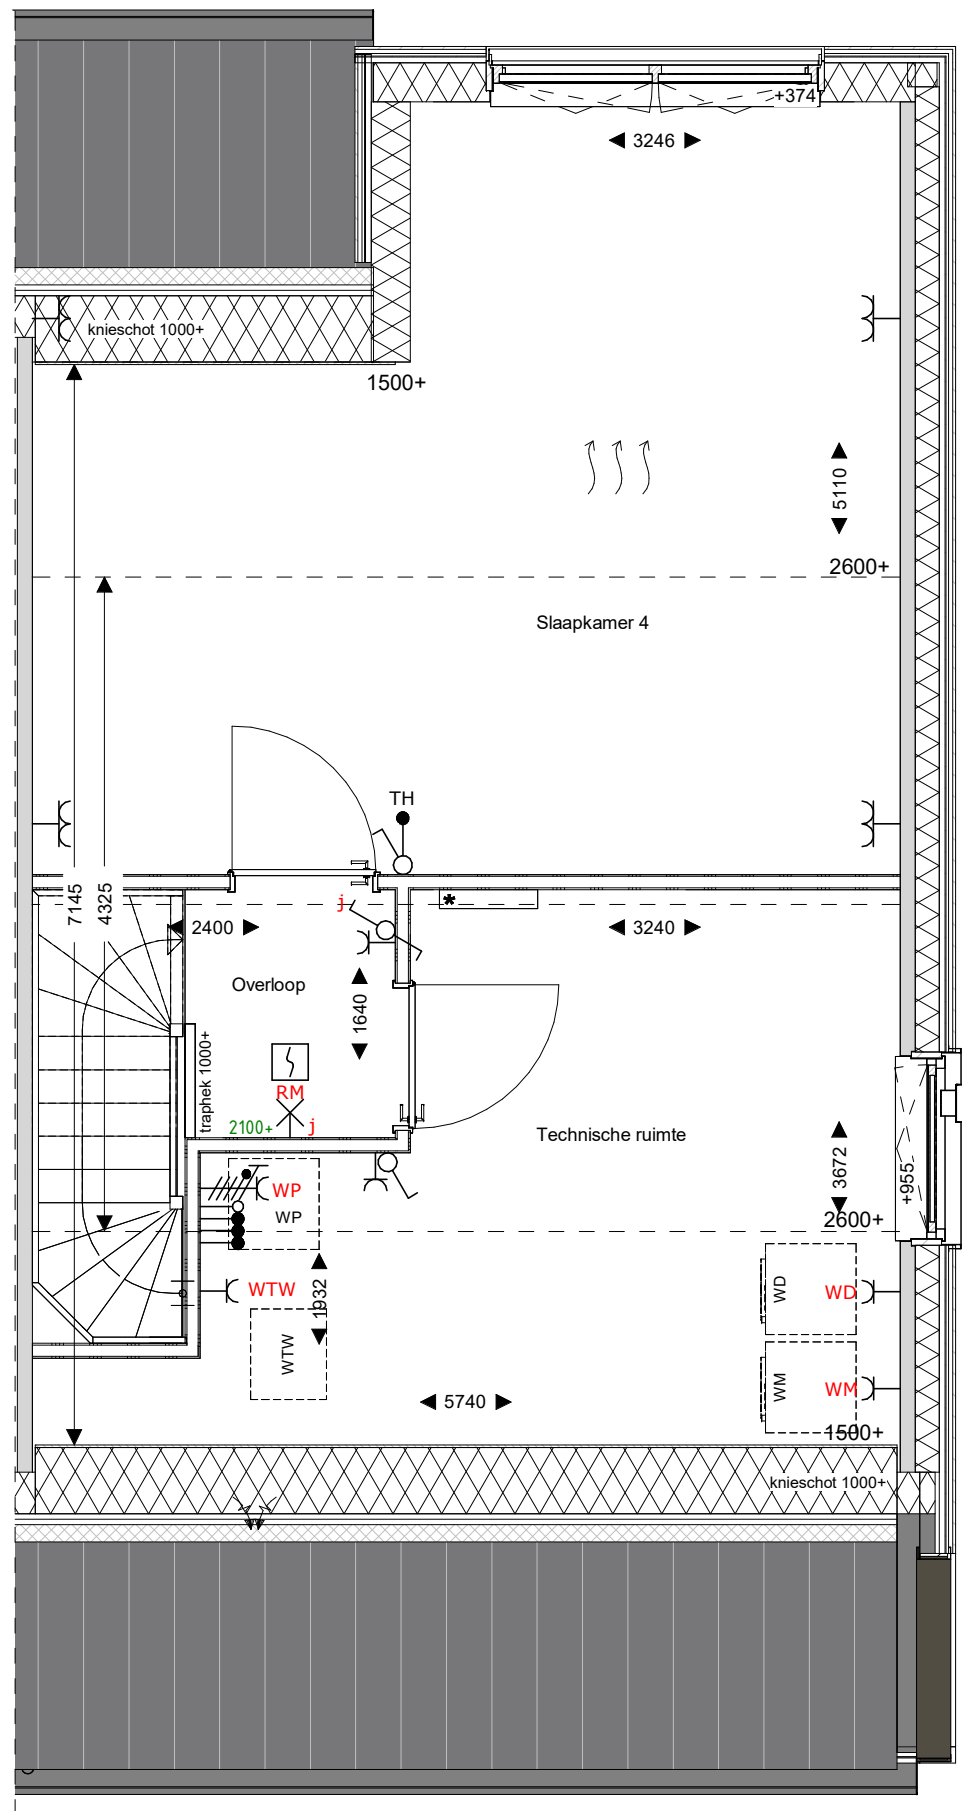 +374
3246
knieschot 1000+
1500+
5110
2600+
Slaapkamer 4
TH
7145
4325
j
*
2400
3240
Overloop
1640
traphek 1000+
RM
2100+
j
Technische ruimte
3672
+955
WP
WP
2600+
WTW
1932
WD
WD
WTW
WM
WM
5740
1500+
knieschot 1000+